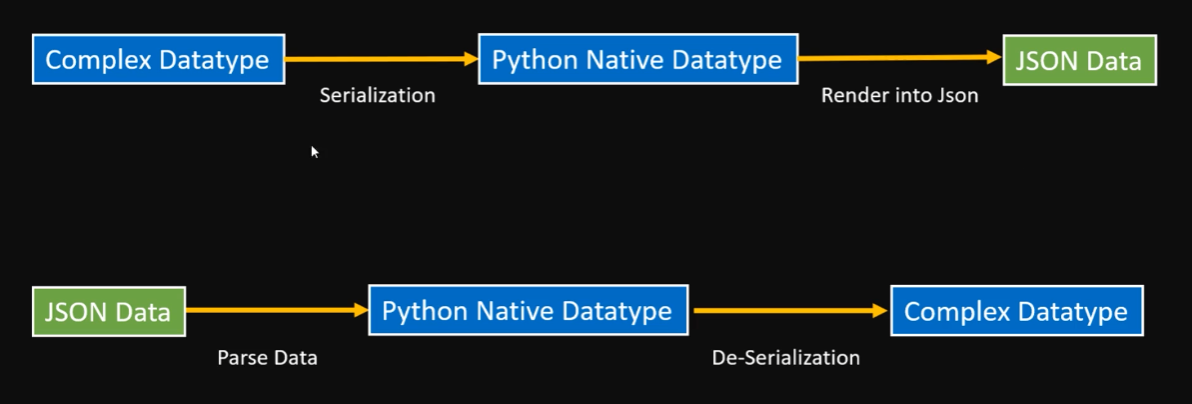 Complex Datatype
Python Native Datatype
JSON Data
Serialization
Render into Json
JSON Data
Python Native Datatype
Complex Datatype
Parse Data
De-Serialization